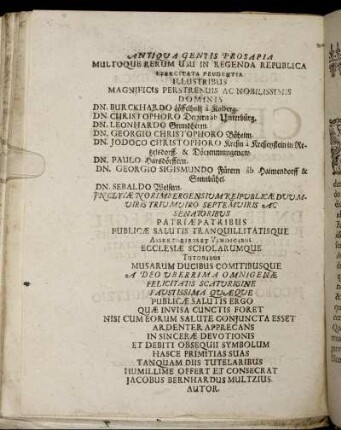 ANTIQUA GENTIS PROSAPIA
MULTOQUE RERUM USU IN REGENDA REPUBLICA
EXERCITATA PRUDENTIA
ILLUSTRIBUS
MAGNIFICIS PERSTRENUIS AC NOBILISSIMIS
DOMINIS
DN. BURCKHARDO Löffelholtz à Kolberg.
DN CHRISTOPHORO Derrern ab Unterbürg.
DN. LEONHARDO Grundherrn.
DN. GEORGIO CHRISTOPHORO Böheim.
DN. JODOCO CHRISTOPHORO Kreßn à Kreßenstein in Re-
tzelsdorff &
DN. PAULO Harsdörffern.
DN. GEORGIO SIGISMUNDO Fürern ab Haimendorff &
DN. SEBALDO Welsern.
INCLYTÆ NORIMBERGENSIUM REIPUBLICÆ DUUM-
VIRIS TRIUMVIRO SEPTEMVIRIS AC
SENATORIBUS
PATRIÆ PATRIBUS
PUBLICÆ SALUTIS TRANQUILLITATISQUE
VINDICIBUS
ECCLESIÆ SCHOLARUMQUE
TUTORIBUS
MUSARUM DUCIBUS COMITIBUSQUE
A DEO UBERRIMA OMNIGENÆ
FELICITATIS SCATURIGINE
FAUSTISSIMA QUÆQUE
PUBLICÆ SALUTIS ERGO
QUÆ INVISA CUNCTIS FORET
NISI CUM EORUM SALUTE CONJUNCTA ESSET
ARDENTER APPRECANS
IN SINCERÆ DEVOTIONIS
ET DEBITI OBSEQUII SYMBOLUM
HASCE PRIMITIAS SUAS
TANQUAM DIIS TUTELARIBUS
HUMILLIME OFFERT ET CONSECRAT
JACOBUS BERNHARDUS MULTZIUS.
AUTOR.